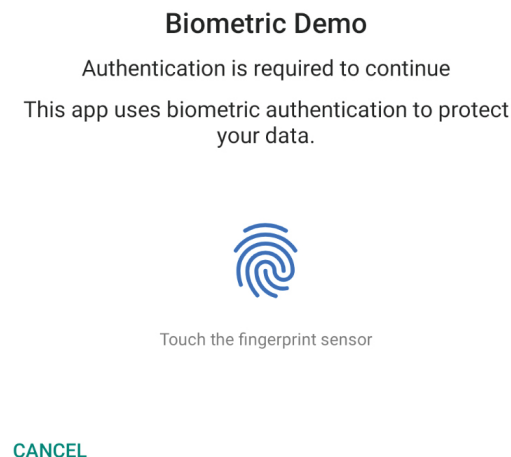 Biometric Demo
Authentication is required to continue
This app uses biometric authentication to protect
your data.
Touch the fingerprint sensor
CANCEL